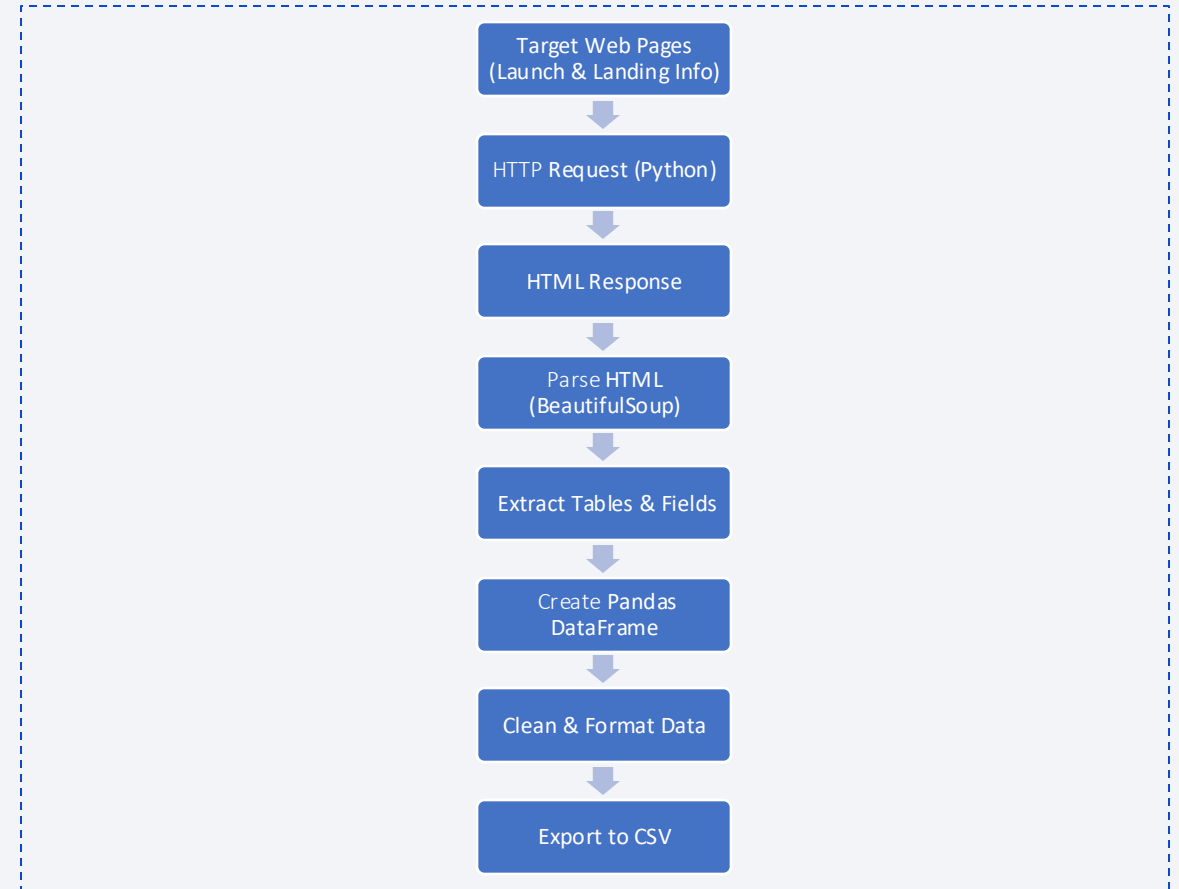 Target Web Pages
(Launch & Landing Info)
HTTP Request (Python)
HTML Response
Parse HTML
(BeautifulSoup)
Extract Tables & Fields
Create Pandas
DataFrame
Clean & Format Data
Export to CSV